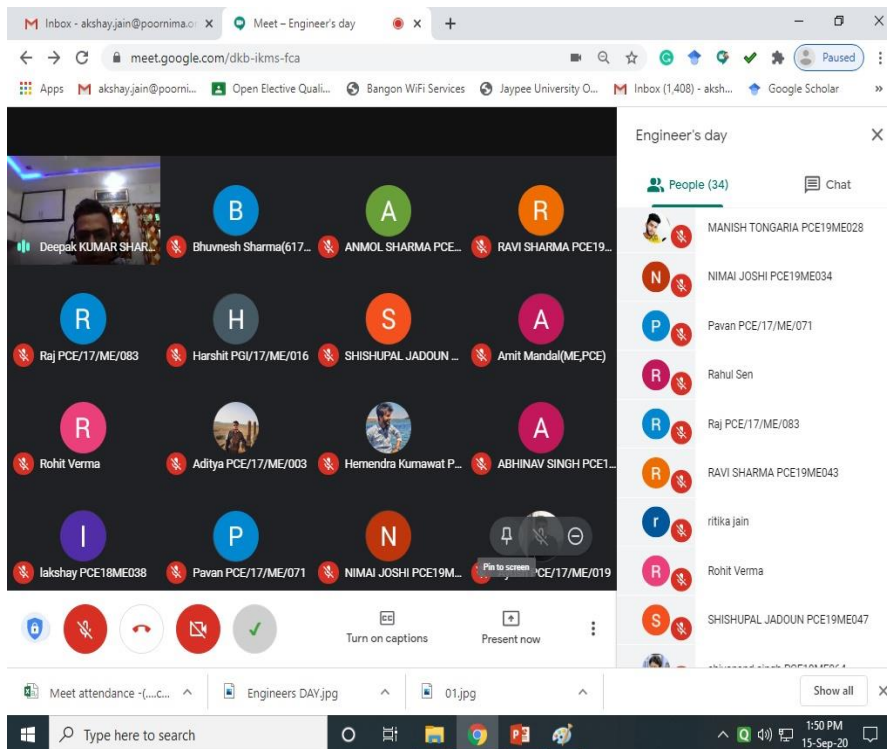 Inbox - akshay.jain@poornima.o
Meet – Engineer's day
meet.google.com/dkb-ikms-fca
Paused
Apps
akshay.jain@poorni...
Open Elective Quali...
Bangon WiFi Services
Jaypee University O...
Inbox (1,408) - aksh...
Google Scholar
»
Engineer's day
People (34)
Chat
B
A
R
Deepak KUMAR SHAR...
Bhuvnesh Sharma(617...
ANMOL SHARMA PCE...
RAVI SHARMA PCE19...
R
H
S
A
Raj PCE/17/ME/083
Harshit PGI/17/ME/016
SHISHUPAL JADOUN ...
Amit Mandal(ME,PCE)
R
A
Rohit Verma
Aditya PCE/17/ME/003
Hemendra Kumawat P...
ABHINAV SINGH PCE1...
I
P
N
Pin to screen
lakshay PCE18ME038
Pavan PCE/17/ME/071
NIMAI JOSHI PCE19M...
PCE/17/ME/019
MANISH TONGARIA PCE19ME028
N
NIMAI JOSHI PCE19ME034
P
Pavan PCE/17/ME/071
R
Rahul Sen
R
Raj PCE/17/ME/083
R
RAVI SHARMA PCE19ME043
r
ritika jain
R
Rohit Verma
S
SHISHUPAL JADOUN PCE19ME047
CC
Turn on captions
Present now
Meet attendance -(....c...
Engineers DAY.jpg
01.jpg
Show all
Type here to search
1:50 PM
15-Sep-20